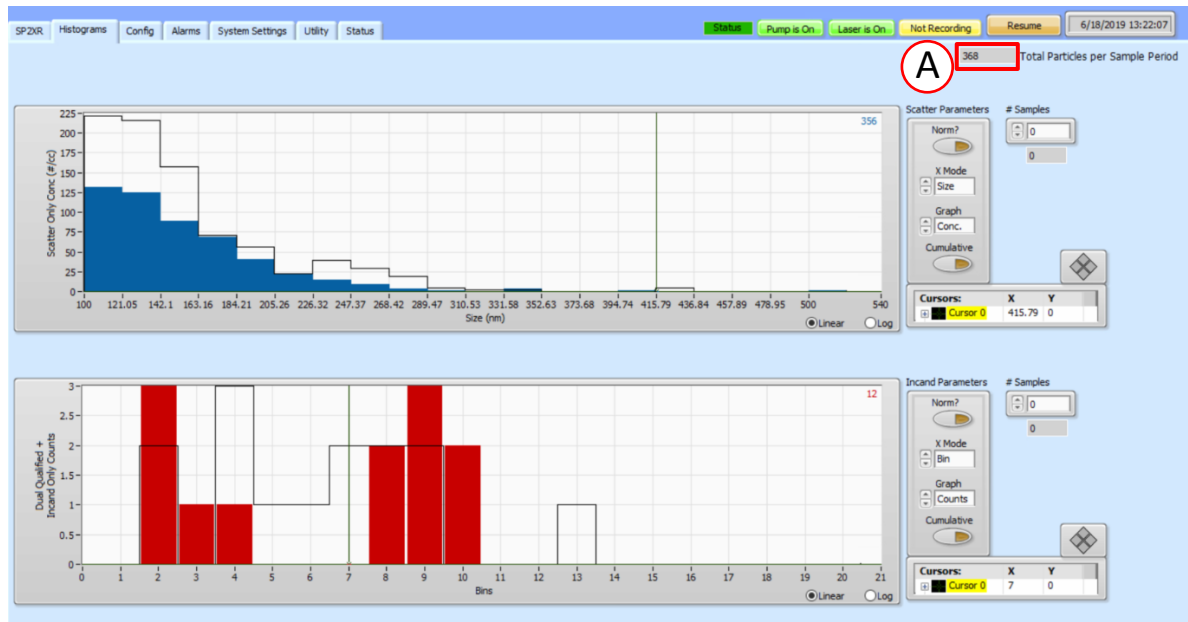 SP2XR Histograms Config Alarms System Settings Utility Status Status Pump is On Laser is On Not Recording Resume 6/18/2019 13:22:07
A 368 Total Particles per Sample Period
Scatter Only Conc (#/cc)
225
200
175
150
125
100
75
50
25
0
356
100 121.05 142.1 163.16 184.21 205.26 226.32 247.37 268.42 289.47 310.53 331.58 352.63 373.68 394.74 415.79 436.84 457.89 478.95 500 540
Size (nm)
Linear Log
Scatter Parameters # Samples
Norm? 0
0
X Mode
Size
Graph
Conc.
Cumulative
Cursors: X Y
Cursor 0 415.79 0
Dual Qualified +
Incand Only Counts
3
2.5
2
1.5
1
0.5
0
12
0 1 2 3 4 5 6 7 8 9 10 11 12 13 14 15 16 17 18 19 20 21
Bins
Linear Log
Incand Parameters # Samples
Norm? 0
0
X Mode
Bin
Graph
Counts
Cumulative
Cursors: X Y
Cursor 0 7 0